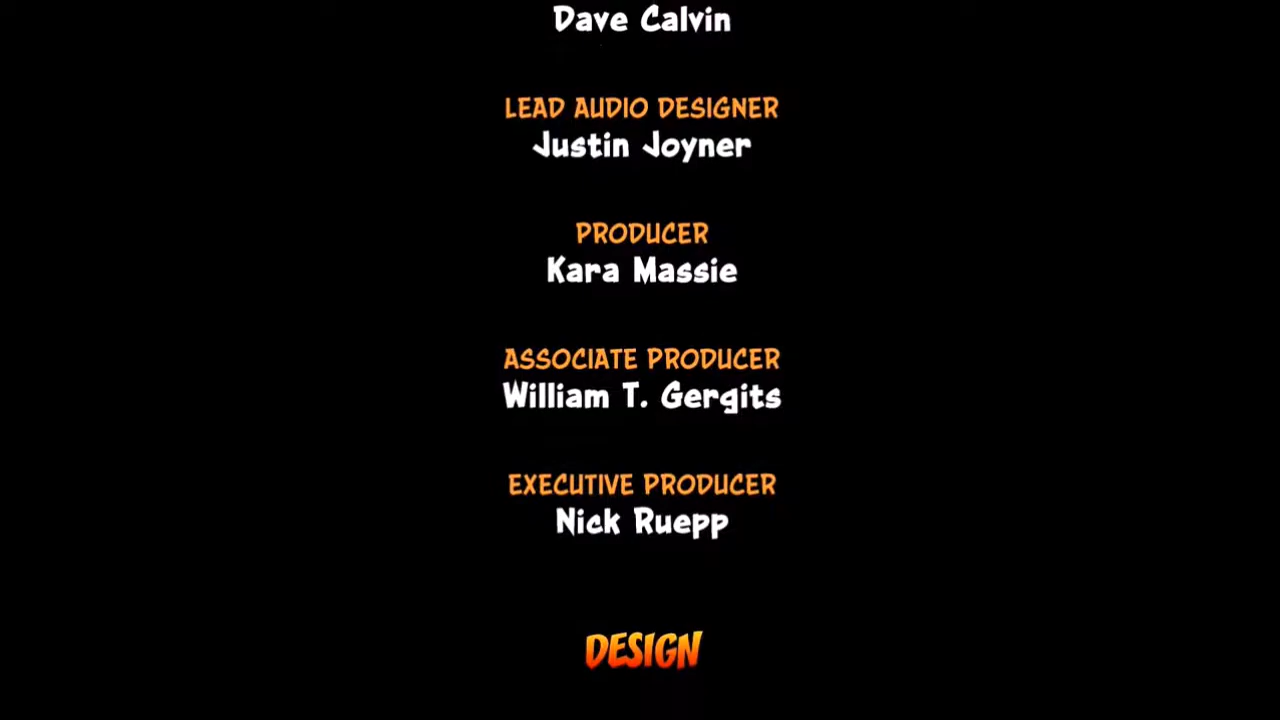 Dave Calvin
LEAD AUDIO DESIGNER
Justin Joyner
PRODUCER
Kara Massie
ASSOCIATE PRODUCER
William T. Gergits
EXECUTIVE PRODUCER
Nick Ruepp
DESIGN